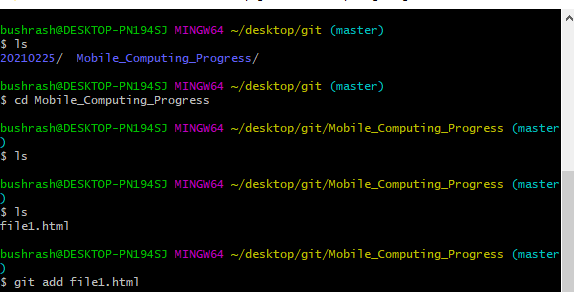 bushrash@DESKTOP-PN194SJ MINGW64 ~/desktop/git (master)
$ ls
20210225/  Mobile_Computing_Progress/
bushrash@DESKTOP-PN194SJ MINGW64 ~/desktop/git (master)
$ cd Mobile_Computing_Progress
bushrash@DESKTOP-PN194SJ MINGW64 ~/desktop/git/Mobile_Computing_Progress (master
)
$ ls
bushrash@DESKTOP-PN194SJ MINGW64 ~/desktop/git/Mobile_Computing_Progress (master
)
$ ls
file1.html
bushrash@DESKTOP-PN194SJ MINGW64 ~/desktop/git/Mobile_Computing_Progress (master
)
$ git add file1.html